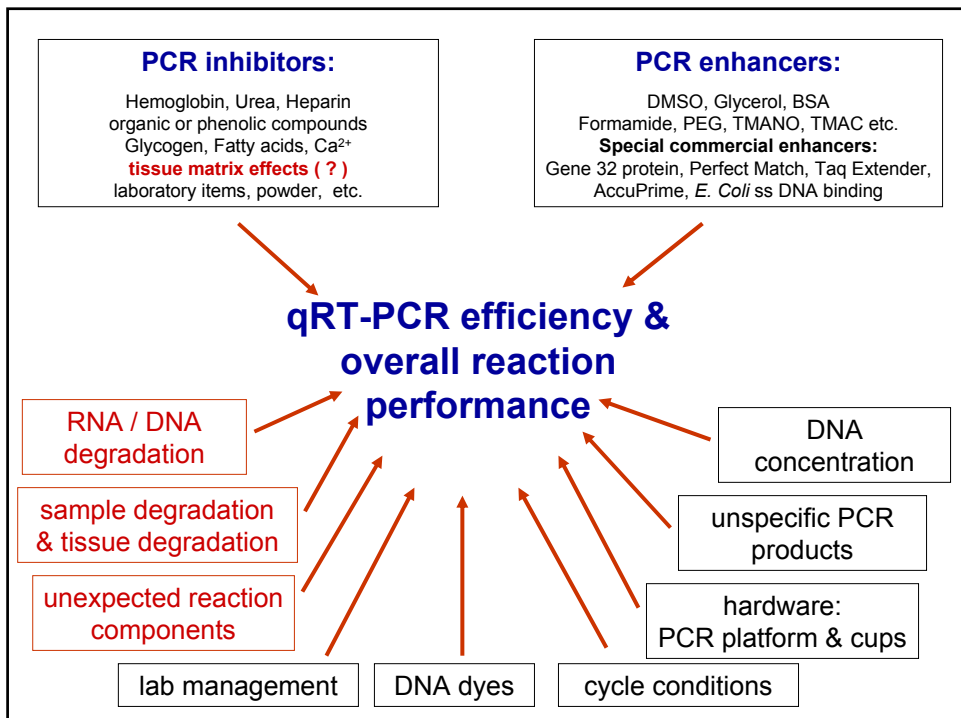 PCR inhibitors:
Hemoglobin, Urea, Heparin
organic or phenolic compounds
Glycogen, Fatty acids, Ca²⁺
tissue matrix effects ( ? )
laboratory items, powder, etc.
PCR enhancers:
DMSO, Glycerol, BSA
Formamide, PEG, TMANO, TMAC etc.
Special commercial enhancers:
Gene 32 protein, Perfect Match, Taq Extender,
AccuPrime, E. Coli ss DNA binding
qRT-PCR efficiency &
overall reaction
performance
RNA / DNA
degradation
sample degradation
& tissue degradation
unexpected reaction
components
lab management
DNA dyes
cycle conditions
hardware:
PCR platform & cups
unspecific PCR
products
DNA
concentration